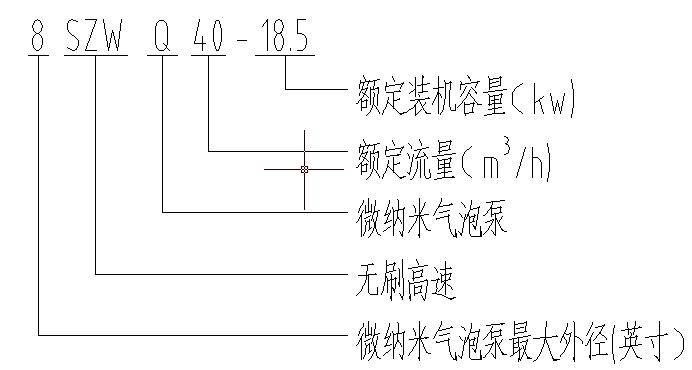 8 SZW Q 40-18.5
额定装机容量(kw)
额定流量(m³/h)
微纳米气泡泵
无刷高速
微纳米气泡泵最大外径(英寸)